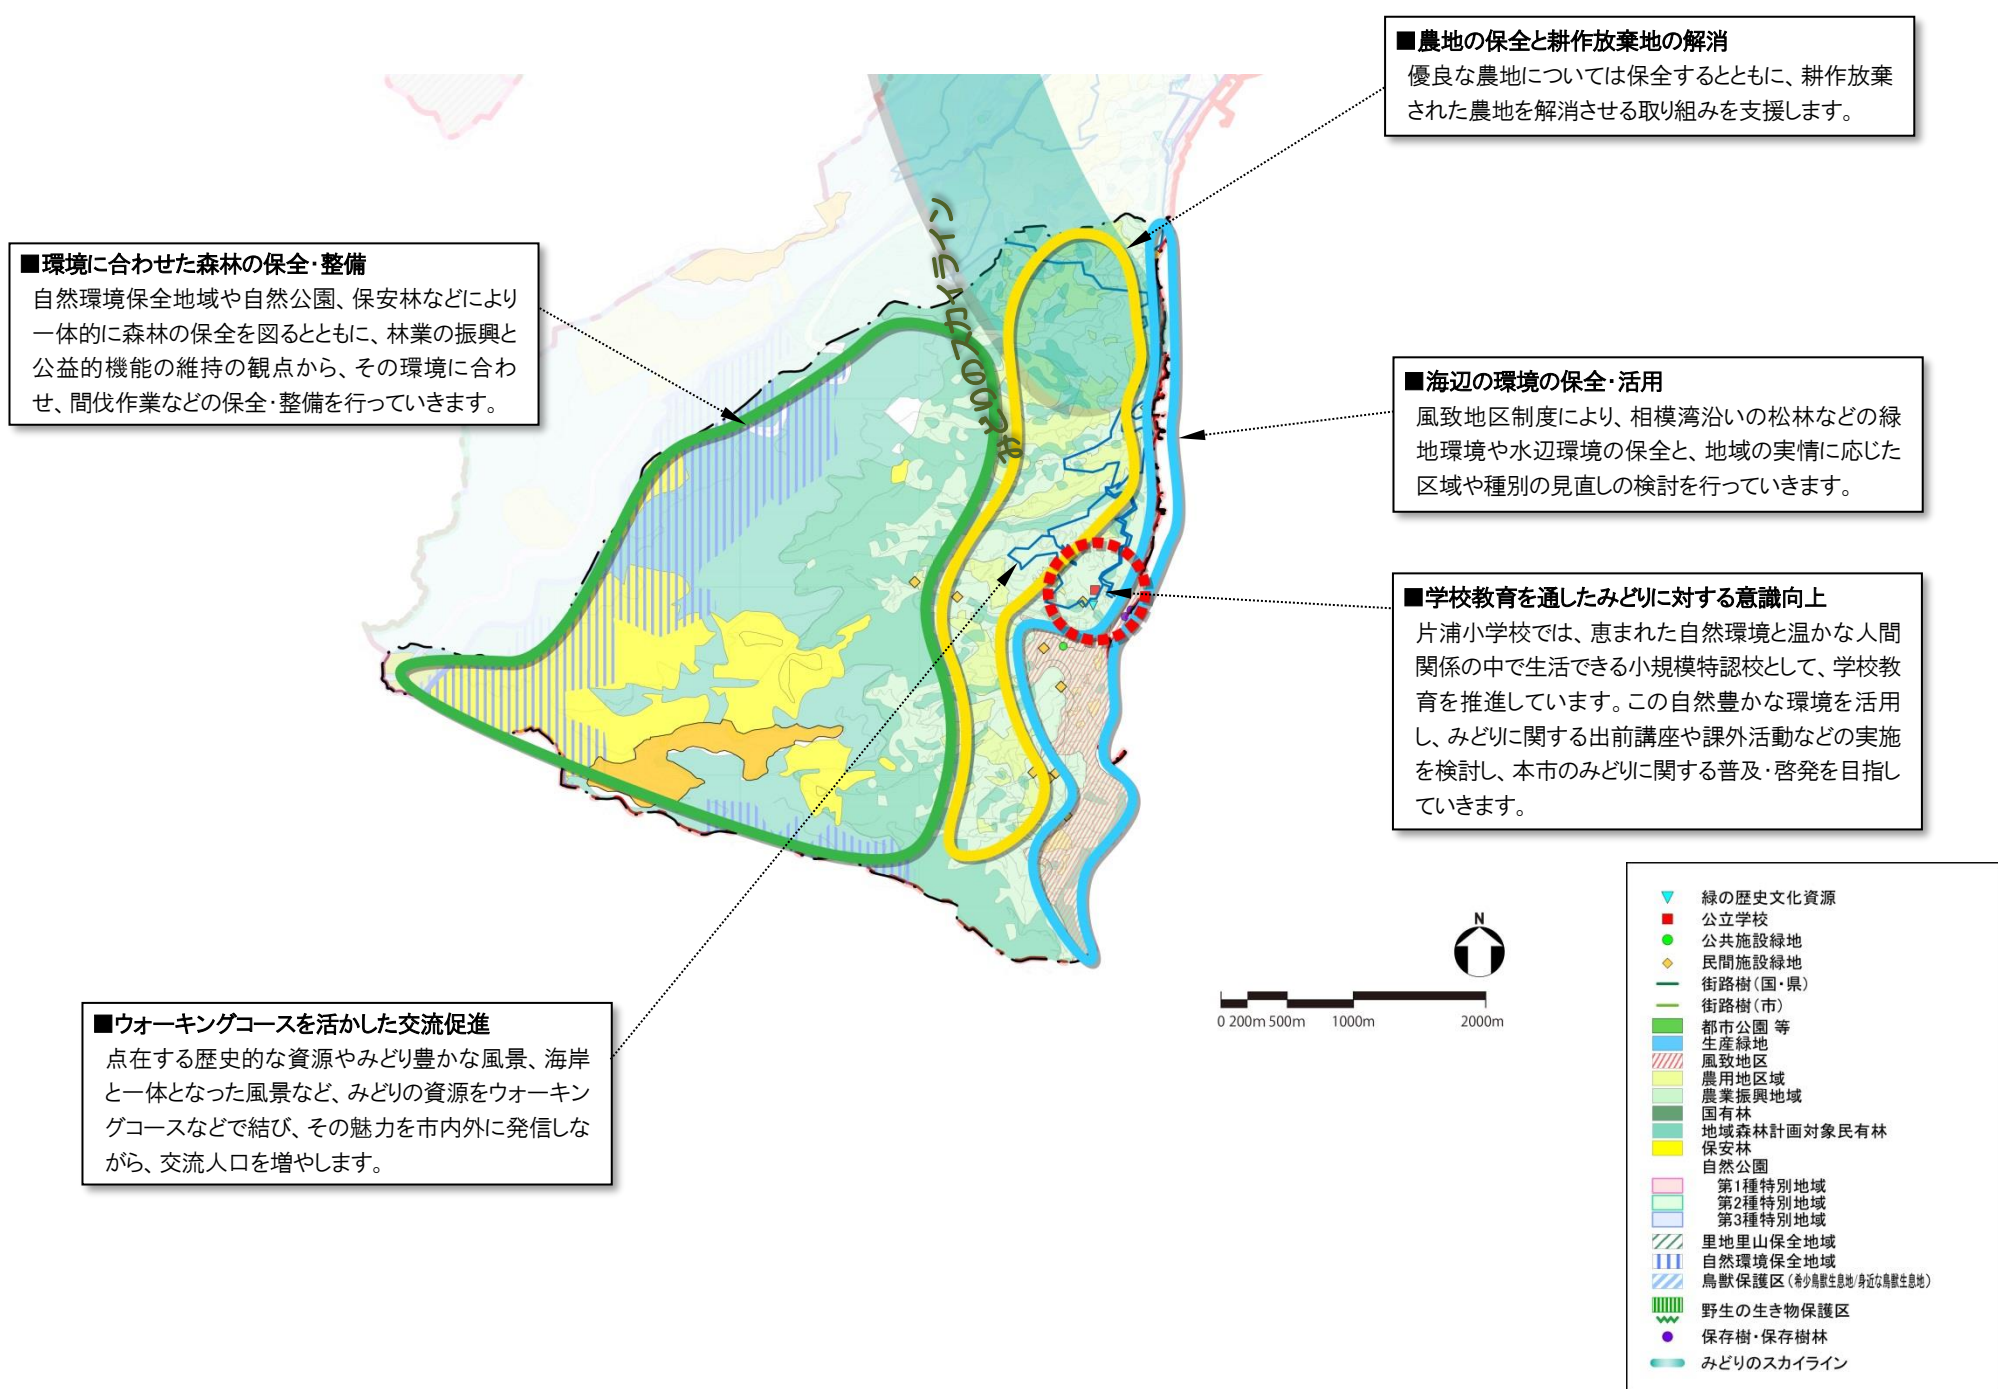 ■農地の保全と耕作放棄地の解消
優良な農地については保全するとともに、耕作放棄
された農地を解消させる取り組みを支援します。
■環境に合わせた森林の保全・整備
自然環境保全地域や自然公園、保安林などにより
一体的に森林の保全を図るとともに、林業の振興と
公益的機能の維持の観点から、その環境に合わ
せ、間伐作業などの保全・整備を行っていきます。
みどりのスカイライン
■海辺の環境の保全・活用
風致地区制度により、相模湾沿いの松林などの緑
地環境や水辺環境の保全と、地域の実情に応じた
区域や種別の見直しの検討を行っていきます。
■学校教育を通したみどりに対する意識向上
片浦小学校では、恵まれた自然環境と温かな人間
関係の中で生活できる小規模特認校として、学校教
育を推進しています。この自然豊かな環境を活用
し、みどりに関する出前講座や課外活動などの実施
を検討し、本市のみどりに関する普及・啓発を目指し
ていきます。
■ウォーキングコースを活かした交流促進
点在する歴史的な資源やみどり豊かな風景、海岸
と一体となった風景など、みどりの資源をウォーキン
グコースなどで結び、その魅力を市内外に発信しな
がら、交流人口を増やします。
N
0 200m 500m 1000m 2000m
緑の歴史文化資源
公立学校
公共施設緑地
民間施設緑地
街路樹(国・県)
街路樹(市)
都市公園 等
生産緑地
風致地区
農用地区域
農業振興地域
国有林
地域森林計画対象民有林
保安林
自然公園
第1種特別地域
第2種特別地域
第3種特別地域
里地里山保全地域
自然環境保全地域
鳥獣保護区(希少鳥獣生息地/身近な鳥獣生息地)
野生の生き物保護区
保存樹・保存樹林
みどりのスカイライン